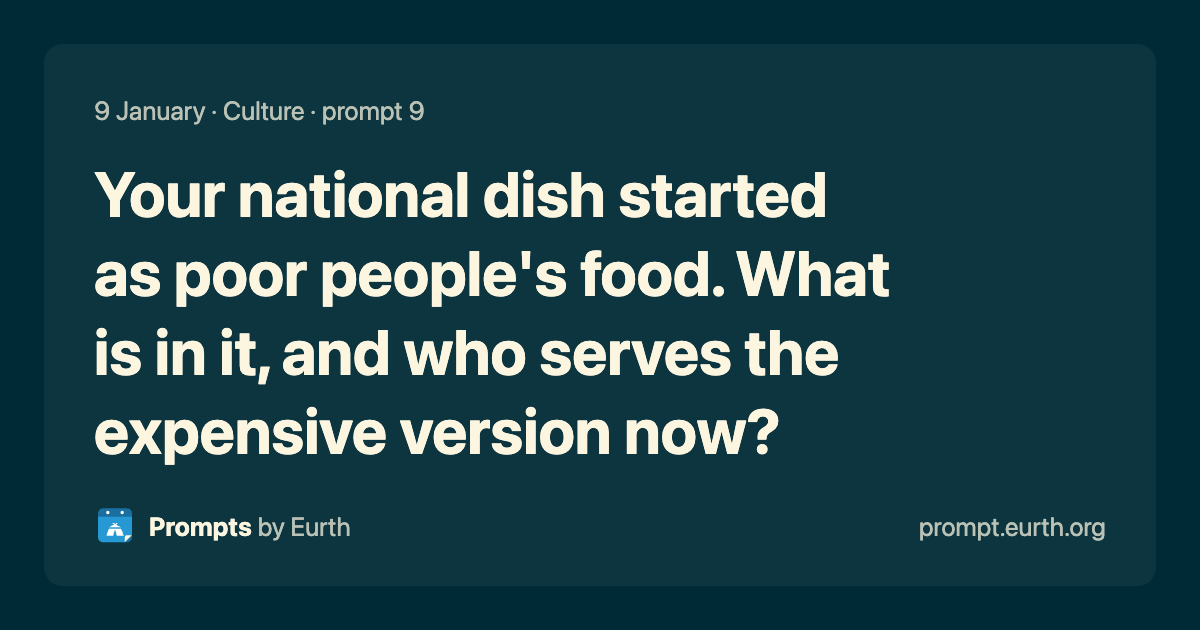 9 January · Culture · prompt 9
Your national dish started
as poor people's food. What
is in it, and who serves the
expensive version now?
Prompts by Eurth
prompt.eurth.org